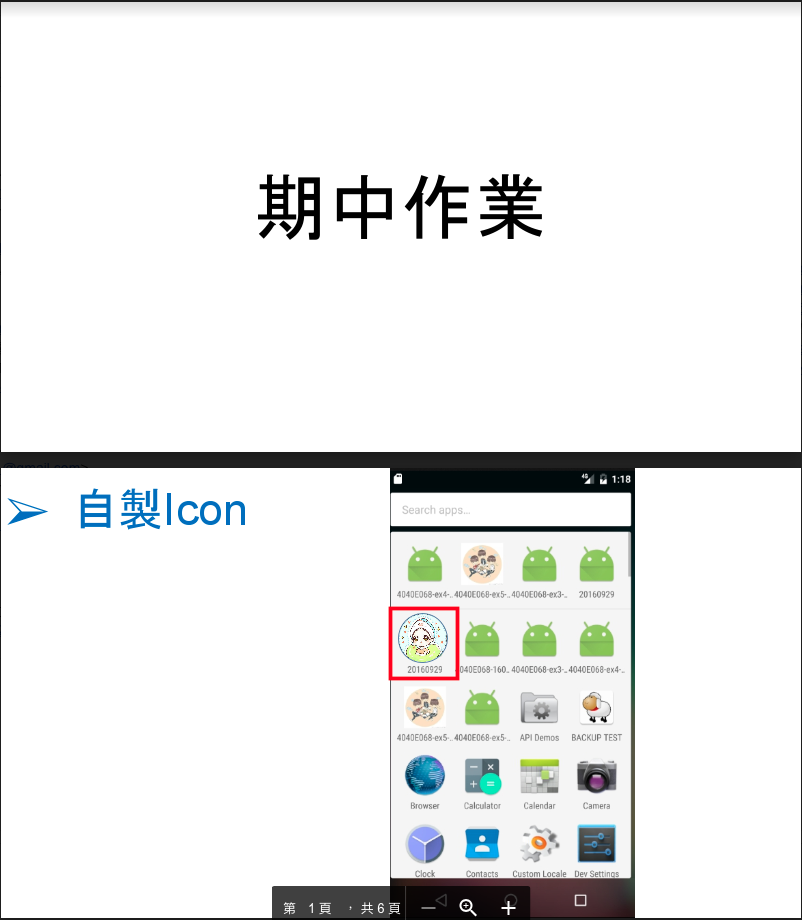 期中作業
自製Icon
4G 1:18
Search apps...
4040E068-ex4-.. 4040E068-ex5-.. 4040E068-ex3-.. 20160929
20160929 4040E068-160.. 4040E068-ex3-.. 4040E068-ex4-..
4040E068-ex5-.. 4040E068-ex5-.. API Demos BACKUP TEST
Browser Calculator Calendar Camera
Clock Contacts Custom Locale Dev Settings
第 1 頁 ,共 6 頁